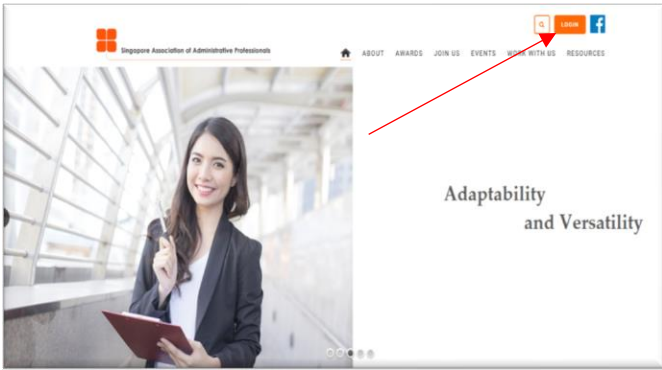 LOGIN
f
Singapore Association of Administrative Professionals
ABOUT AWARDS JOIN US EVENTS WORK WITH US RESOURCES
Adaptability
and Versatility